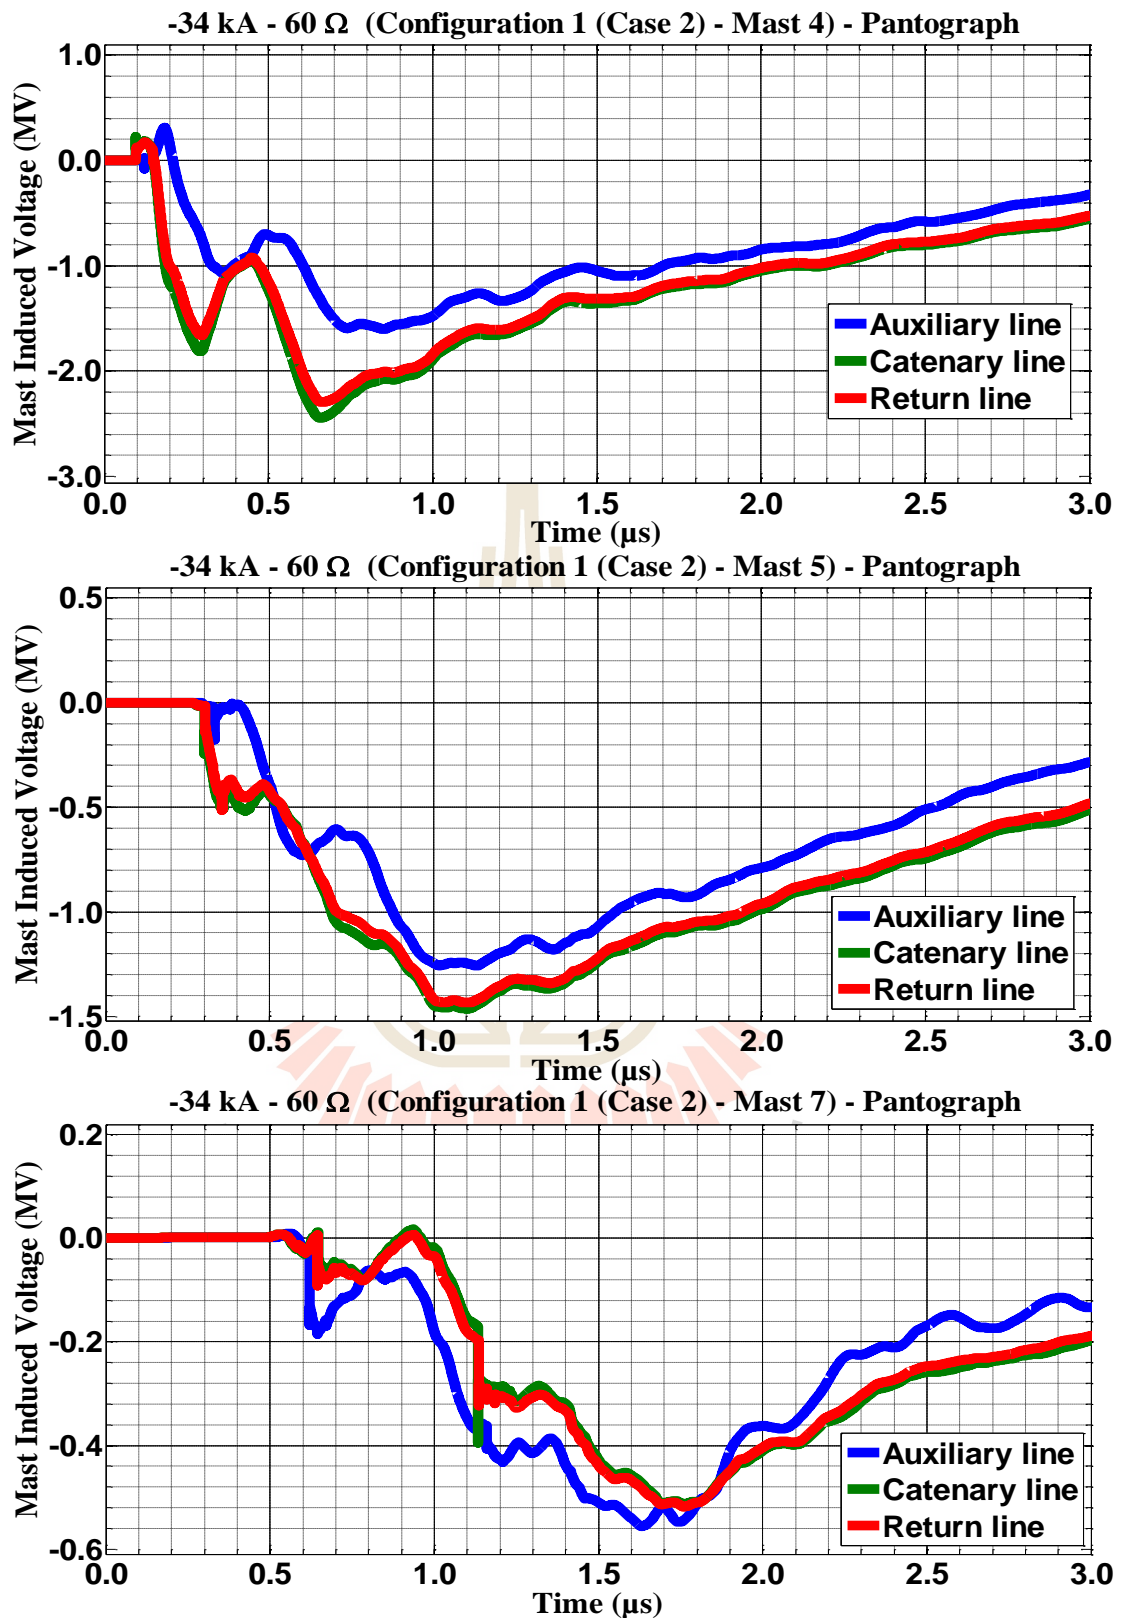 -34 kA - 60 Ω (Configuration 1 (Case 2) - Mast 4) - Pantograph
Mast Induced Voltage (MV)
1.0
0.0
-1.0
-2.0
-3.0
Auxiliary line
Catenary line
Return line
0.0 0.5 1.0 1.5 2.0 2.5 3.0
Time (µs)
-34 kA - 60 Ω (Configuration 1 (Case 2) - Mast 5) - Pantograph
Mast Induced Voltage (MV)
0.5
0.0
-0.5
-1.0
-1.5
Auxiliary line
Catenary line
Return line
0.0 0.5 1.0 1.5 2.0 2.5 3.0
Time (µs)
-34 kA - 60 Ω (Configuration 1 (Case 2) - Mast 7) - Pantograph
Mast Induced Voltage (MV)
0.2
0.0
-0.2
-0.4
-0.6
Auxiliary line
Catenary line
Return line
0.0 0.5 1.0 1.5 2.0 2.5 3.0
Time (µs)